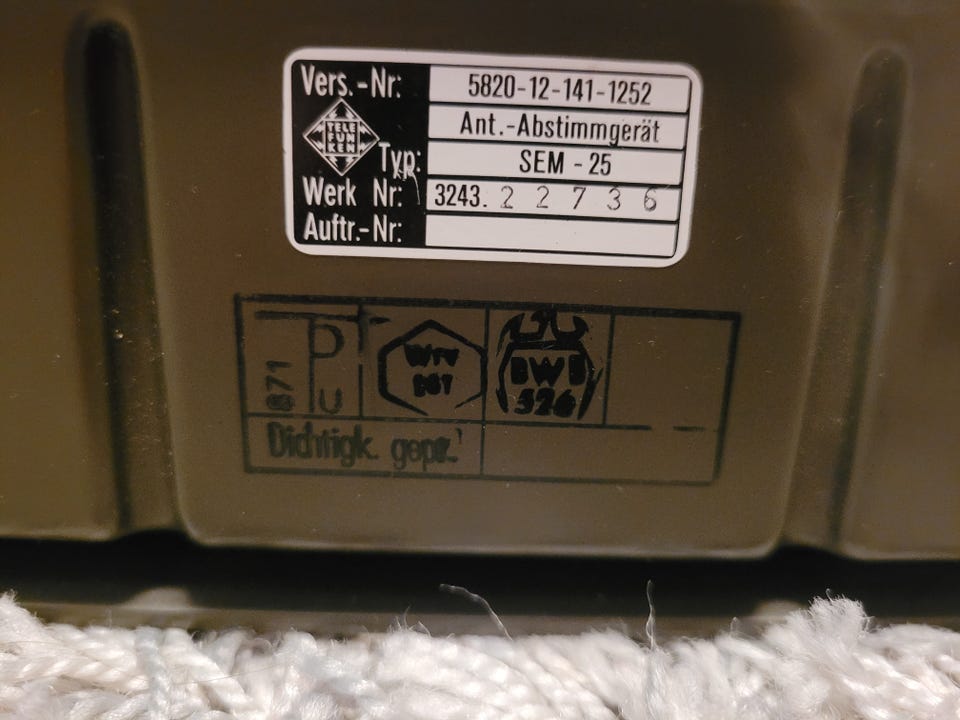 Vers.-Nr: 5820-12-141-1252
Ant.-Abstimmgerät
TELE
FUN
KEN
Typ: SEM - 25
Werk Nr: 3243. 2 2 7 3 6
Auftr.-Nr:
871
D
U
BWB
526
Dichtigk. gepr.